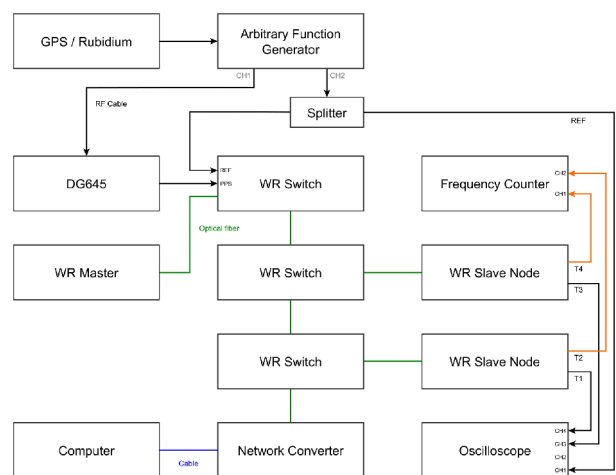 GPS / Rubidium
Arbitrary Function
Generator
CH1
CH2
RF Cable
Splitter
REF
DG645
REF
PPS
WR Switch
Frequency Counter
CH2
CH1
Optical fiber
WR Master
WR Switch
WR Slave Node
T4
T3
WR Switch
WR Slave Node
T2
T1
Computer
Cable
Network Converter
Oscilloscope
CH4
CH3
CH2
CH1